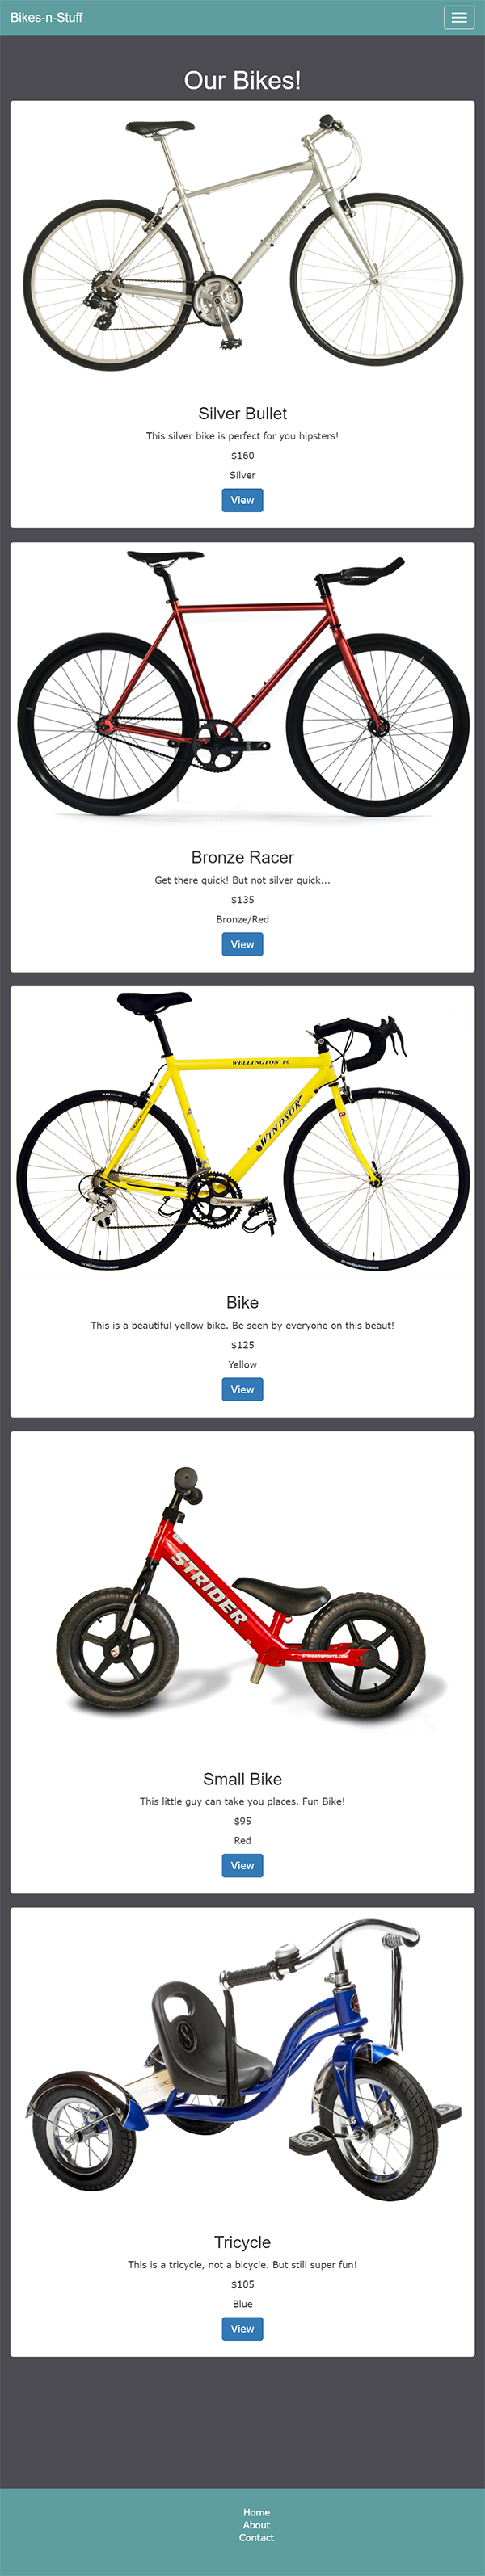 Bikes-n-Stuff
Our Bikes!
Silver Bullet
This silver bike is perfect for you hipsters!
$160
Silver
View
Bronze Racer
Get there quick! But not silver quick...
$135
Bronze/Red
View
WELLINGTON 10
WINDSOR
Bike
This is a beautiful yellow bike. Be seen by everyone on this beaut!
$125
Yellow
View
STRIDER
STRIDERSPORTS.COM
Small Bike
This little guy can take you places. Fun Bike!
$95
Red
View
Tricycle
This is a tricycle, not a bicycle. But still super fun!
$105
Blue
View
Home
About
Contact